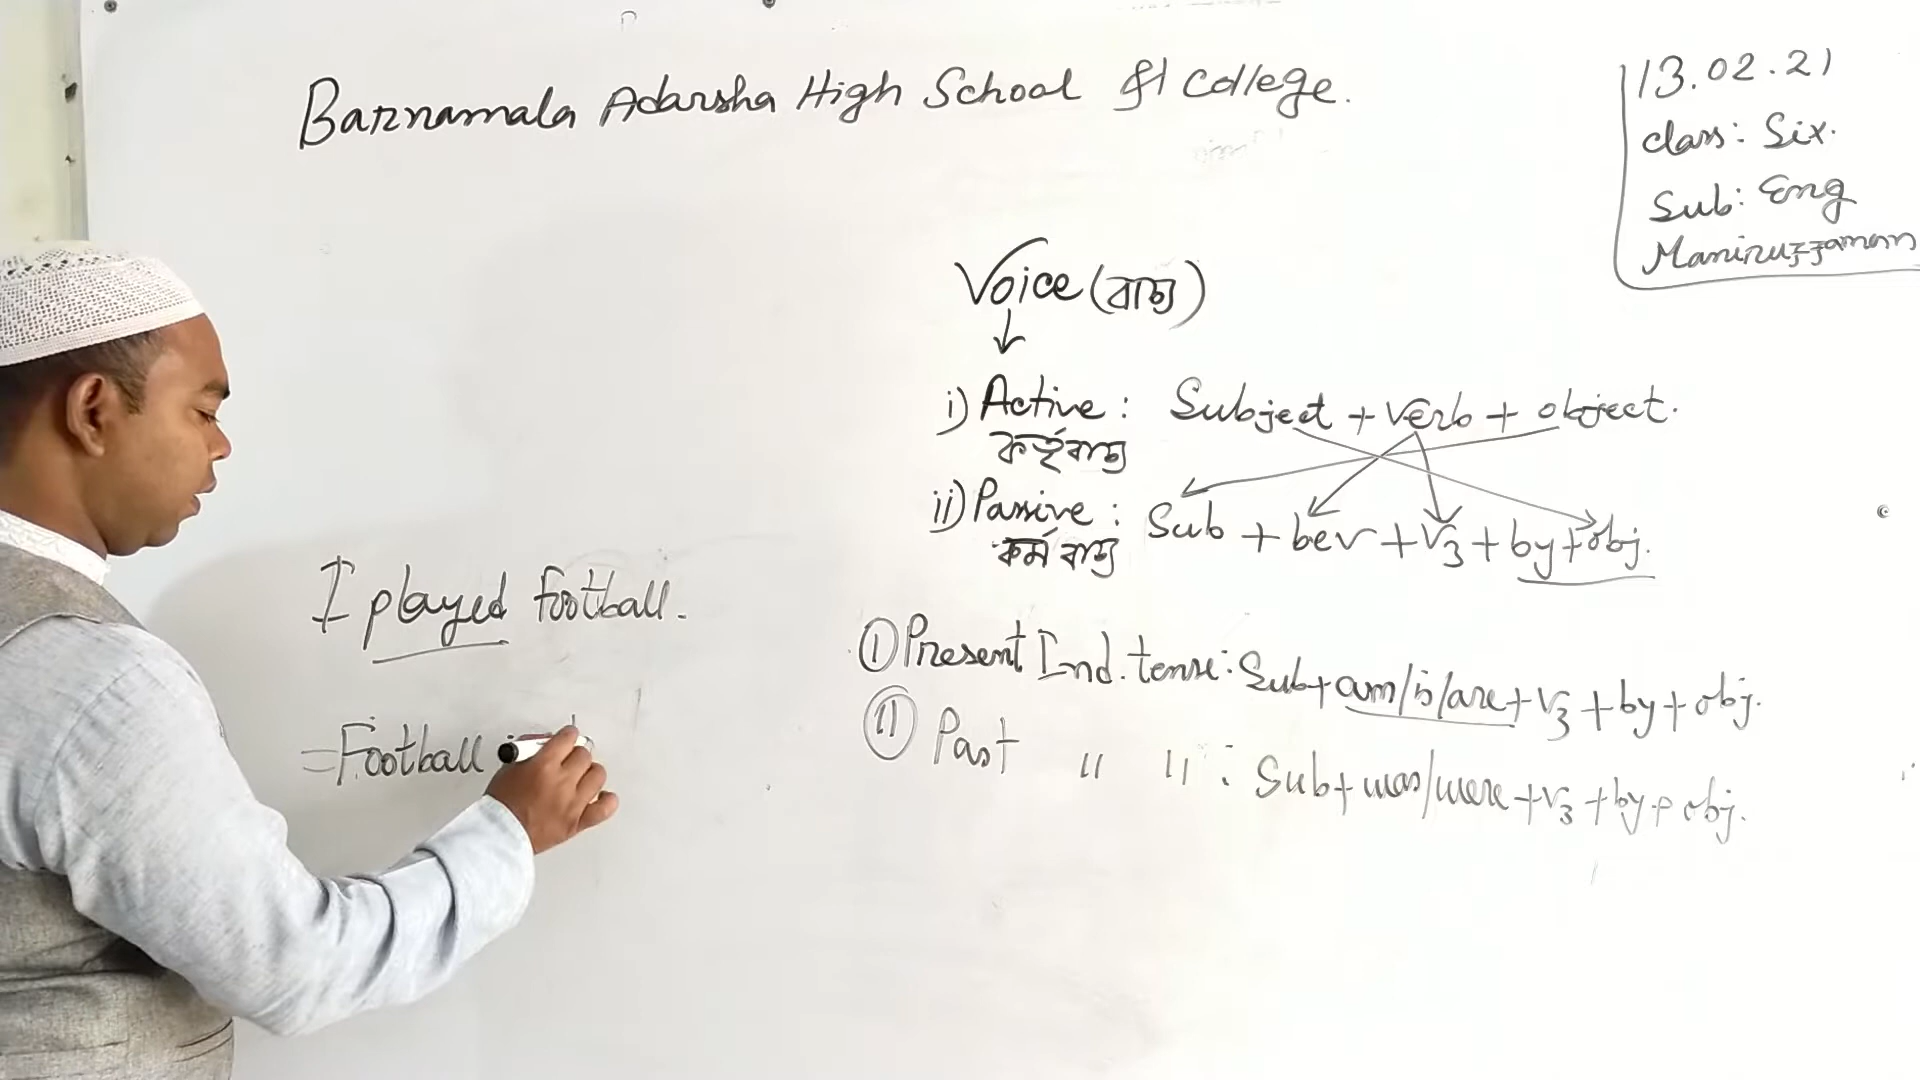 Barnamala Adarsha High School & College.
13.02.21
class: Six.
Sub: Eng
Maniruzzaman
Voice (বাচ্য)
i) Active: Subject + verb + object.
কর্তৃবাচ্য
ii) Passive: Sub + bev + V3 + by + obj.
কর্ম বাচ্য
I played football.
= Football
① Present Ind. tense: Sub + am/is/are + V3 + by + obj.
② Past " " : Sub + was/were + V3 + by + obj.